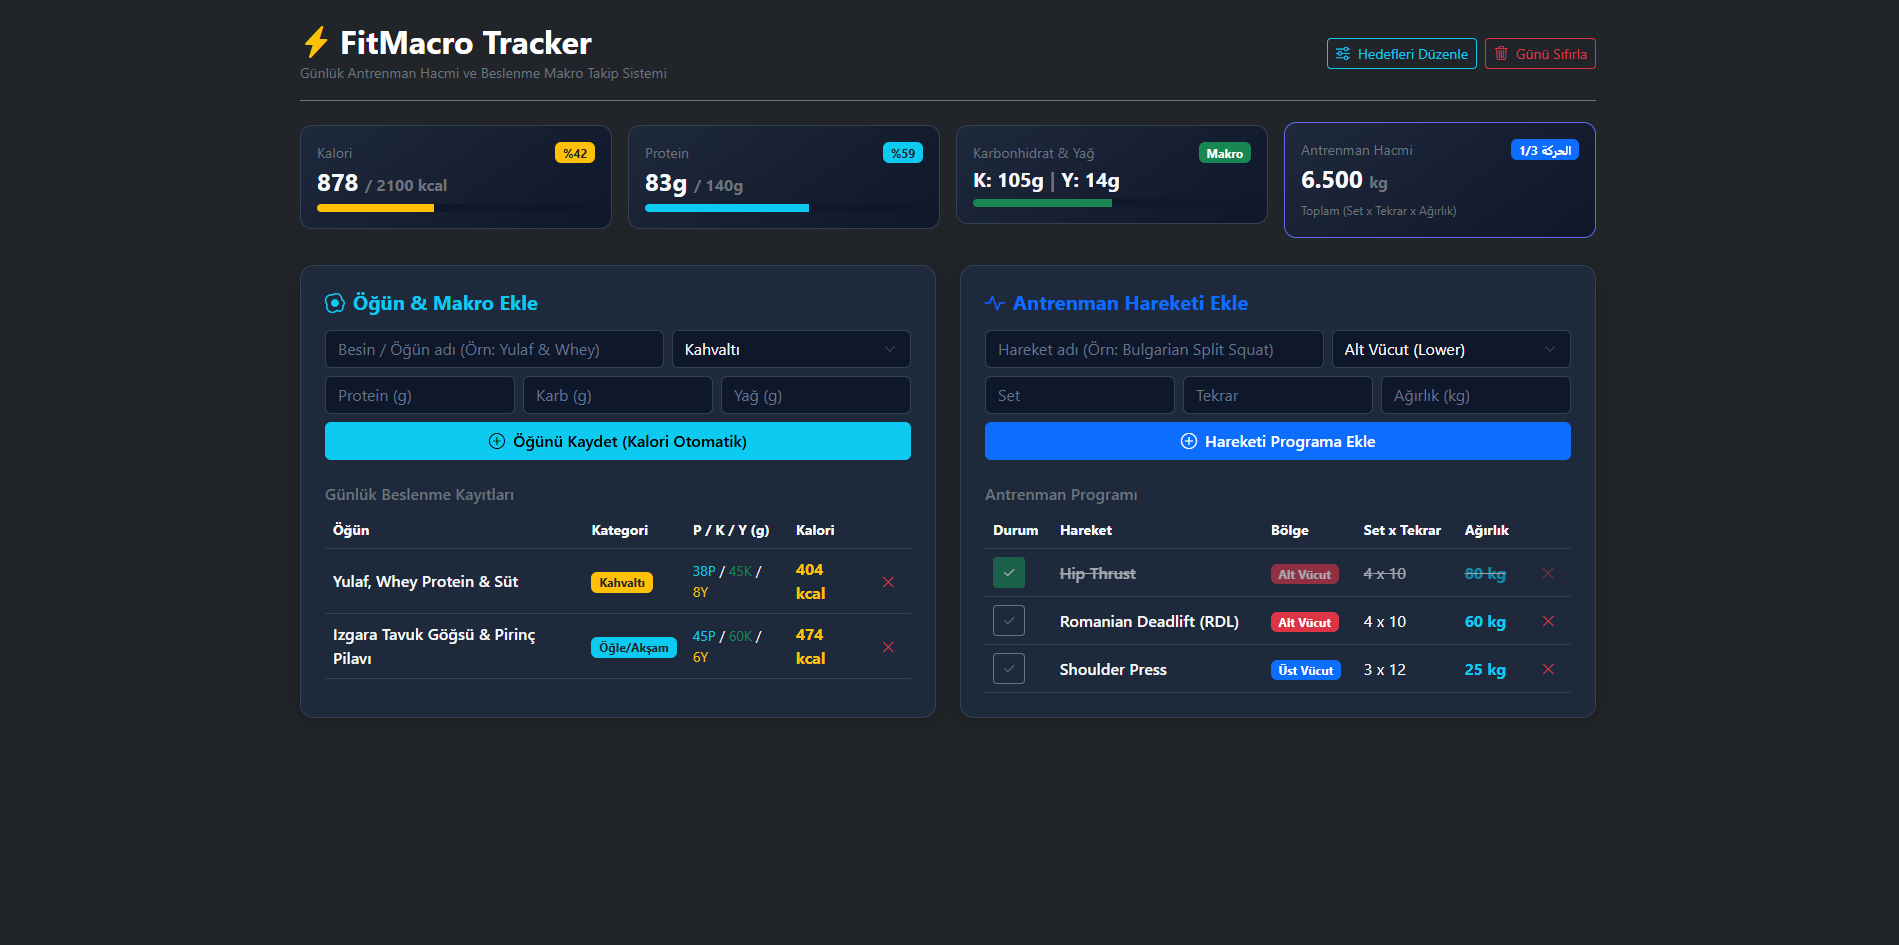 FitMacro Tracker
Günlük Antrenman Hacmi ve Beslenme Makro Takip Sistemi
Hedefleri Düzenle
Günü Sıfırla
Kalori
%42
878 / 2100 kcal
Protein
%59
83g / 140g
Karbonhidrat & Yağ
Makro
K: 105g | Y: 14g
Antrenman Hacmi
1/3 الحركة
6.500 kg
Toplam (Set x Tekrar x Ağırlık)
Öğün & Makro Ekle
Besin / Öğün adı (Örn: Yulaf & Whey)
Kahvaltı
Protein (g)
Karb (g)
Yağ (g)
Öğünü Kaydet (Kalori Otomatik)
Günlük Beslenme Kayıtları
Öğün Kategori P / K / Y (g) Kalori
Yulaf, Whey Protein & Süt
Kahvaltı
38P / 45K /
8Y
404
kcal
Izgara Tavuk Göğsü & Pirinç
Pilavı
Öğle/Akşam
45P / 60K /
6Y
474
kcal
Antrenman Hareketi Ekle
Hareket adı (Örn: Bulgarian Split Squat)
Alt Vücut (Lower)
Set
Tekrar
Ağırlık (kg)
Hareketi Programa Ekle
Antrenman Programı
Durum Hareket Bölge Set x Tekrar Ağırlık
Hip Thrust Alt Vücut 4 x 10 80 kg
Romanian Deadlift (RDL) Alt Vücut 4 x 10 60 kg
Shoulder Press Üst Vücut 3 x 12 25 kg